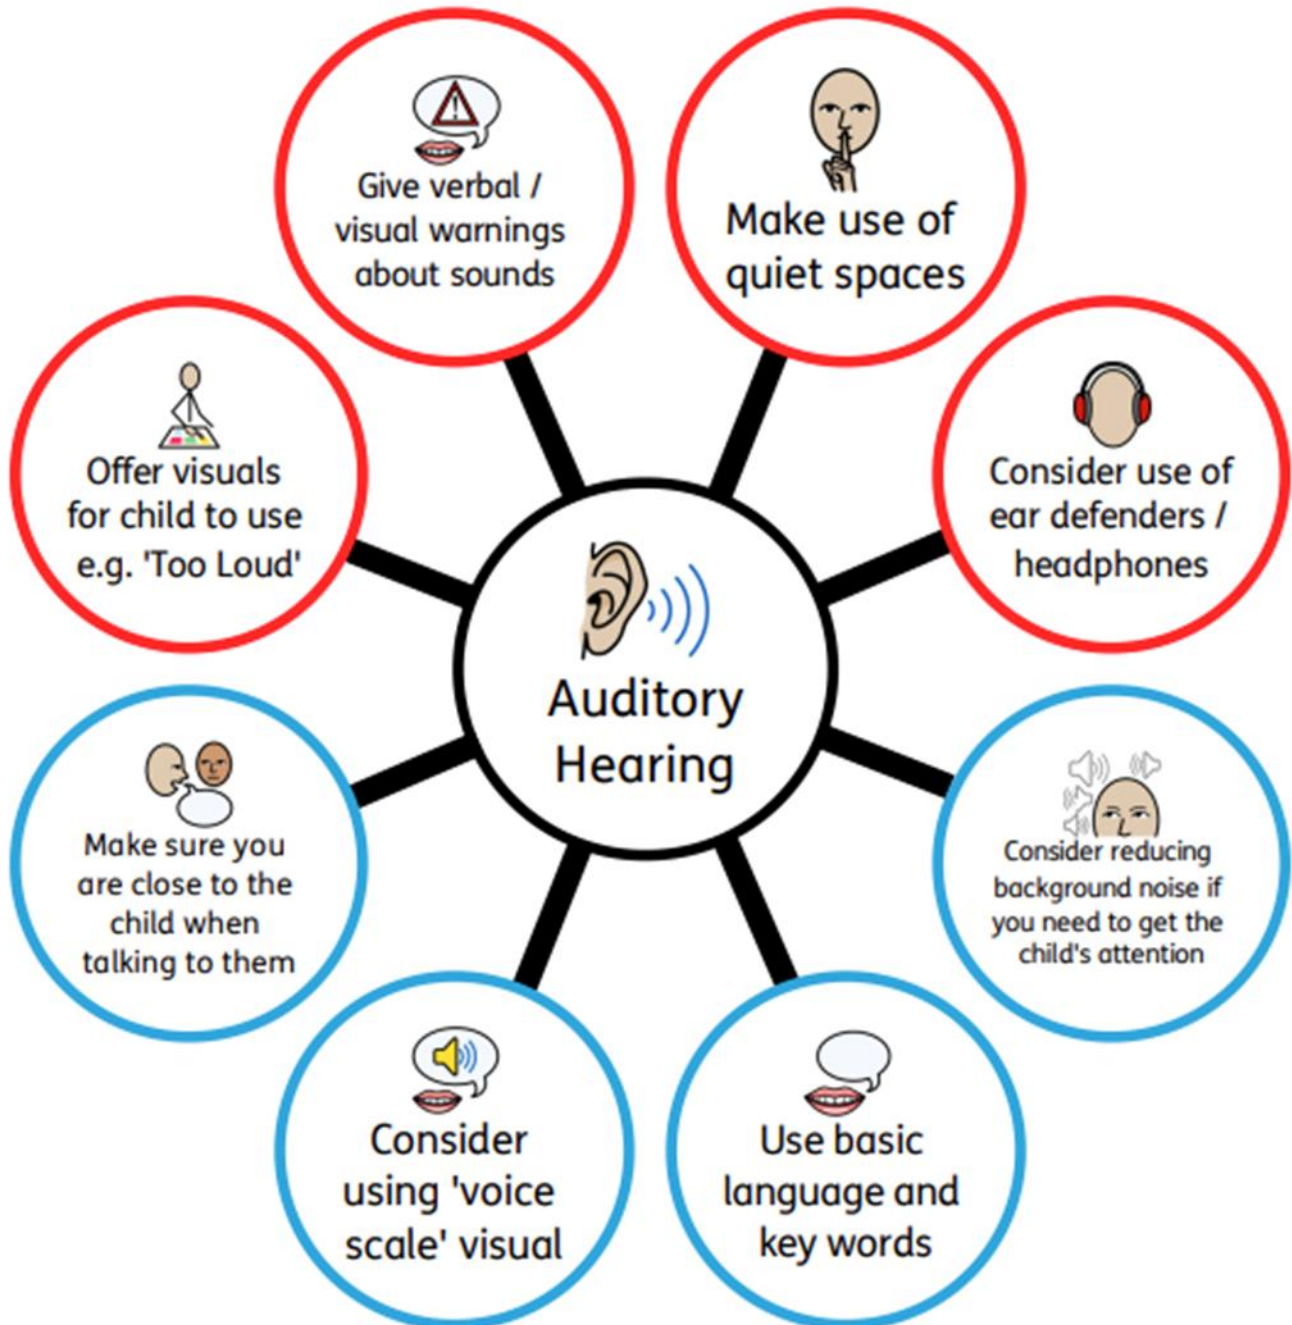 Give verbal /
visual warnings
about sounds
Make use of
quiet spaces
Offer visuals
for child to use
e.g. 'Too Loud'
Consider use of
ear defenders /
headphones
Auditory
Hearing
Make sure you
are close to the
child when
talking to them
Consider reducing
background noise if
you need to get the
child's attention
Consider
using 'voice
scale' visual
Use basic
language and
key words